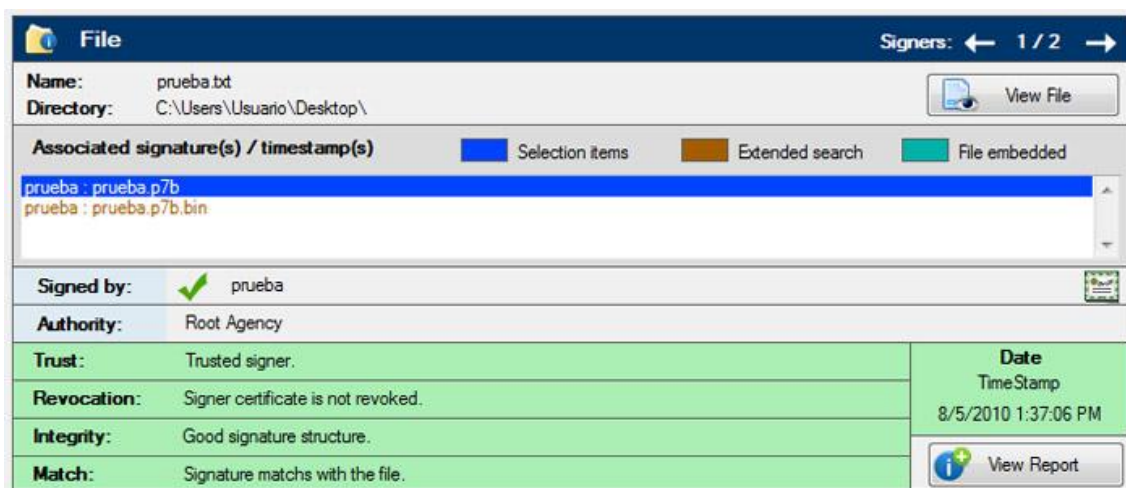 File
Signers: 1 / 2
Name: prueba.txt
Directory: C:\Users\Usuario\Desktop\
View File
Associated signature(s) / timestamp(s) Selection items Extended search File embedded
prueba : prueba.p7b
prueba : prueba.p7b.bin
Signed by: prueba
Authority: Root Agency
Trust: Trusted signer.
Revocation: Signer certificate is not revoked.
Integrity: Good signature structure.
Match: Signature matchs with the file.
Date
TimeStamp
8/5/2010 1:37:06 PM
View Report